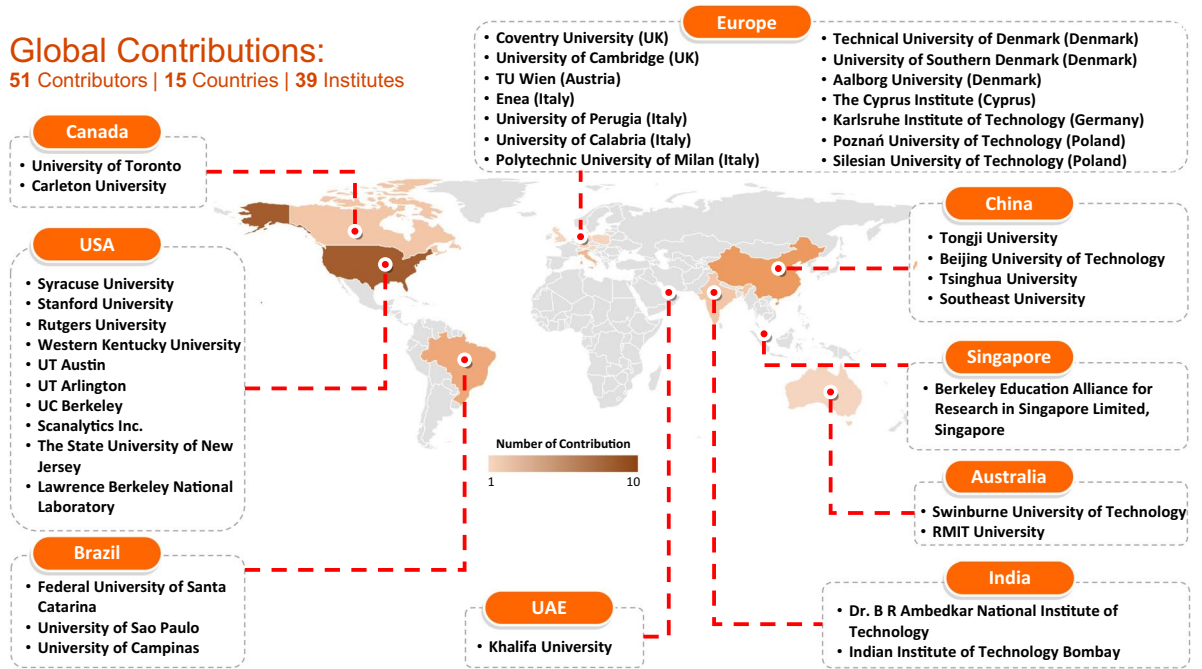 Global Contributions:
51 Contributors | 15 Countries | 39 Institutes
Europe
• Coventry University (UK)
• University of Cambridge (UK)
• TU Wien (Austria)
• Enea (Italy)
• University of Perugia (Italy)
• University of Calabria (Italy)
• Polytechnic University of Milan (Italy)
• Technical University of Denmark (Denmark)
• University of Southern Denmark (Denmark)
• Aalborg University (Denmark)
• The Cyprus Institute (Cyprus)
• Karlsruhe Institute of Technology (Germany)
• Poznań University of Technology (Poland)
• Silesian University of Technology (Poland)
Canada
• University of Toronto
• Carleton University
USA
• Syracuse University
• Stanford University
• Rutgers University
• Western Kentucky University
• UT Austin
• UT Arlington
• UC Berkeley
• Scanalytics Inc.
• The State University of New
Jersey
• Lawrence Berkeley National
Laboratory
Brazil
• Federal University of Santa
Catarina
• University of Sao Paulo
• University of Campinas
Number of Contribution
1 10
UAE
• Khalifa University
China
• Tongji University
• Beijing University of Technology
• Tsinghua University
• Southeast University
Singapore
• Berkeley Education Alliance for
Research in Singapore Limited,
Singapore
Australia
• Swinburne University of Technology
• RMIT University
India
• Dr. B R Ambedkar National Institute of
Technology
• Indian Institute of Technology Bombay